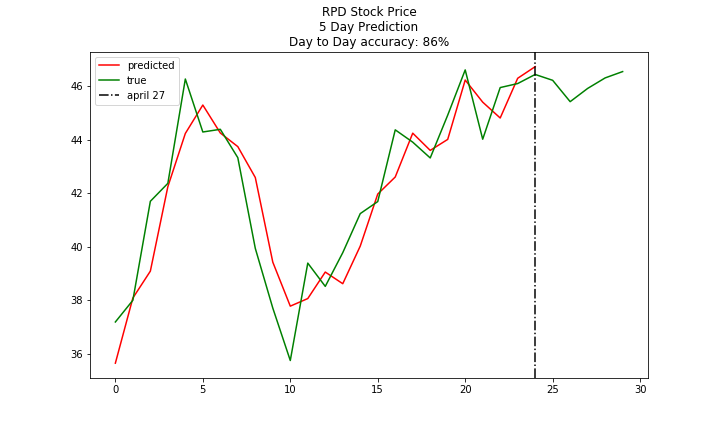 RPD Stock Price
5 Day Prediction
Day to Day accuracy: 86%
predicted
true
april 27
46
44
42
40
38
36
0 5 10 15 20 25 30